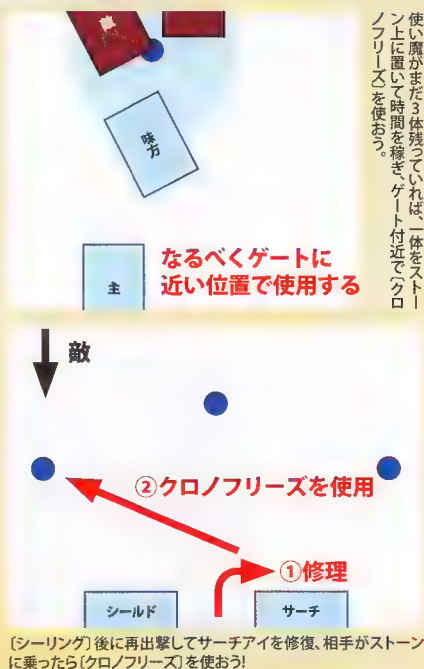 使い魔がまだ3体残っていれば、一体をストー
ン上に置いて時間を稼ぎ、ゲート付近で〔クロ
ノフリーズ〕を使おう。
味方
主
なるべくゲートに
近い位置で使用する
敵
②クロノフリーズを使用
①修理
シールド
サーチ
〔シーリング〕後に再出撃してサーチアイを修復、相手がストーン
に乗ったら〔クロノフリーズ〕を使おう!